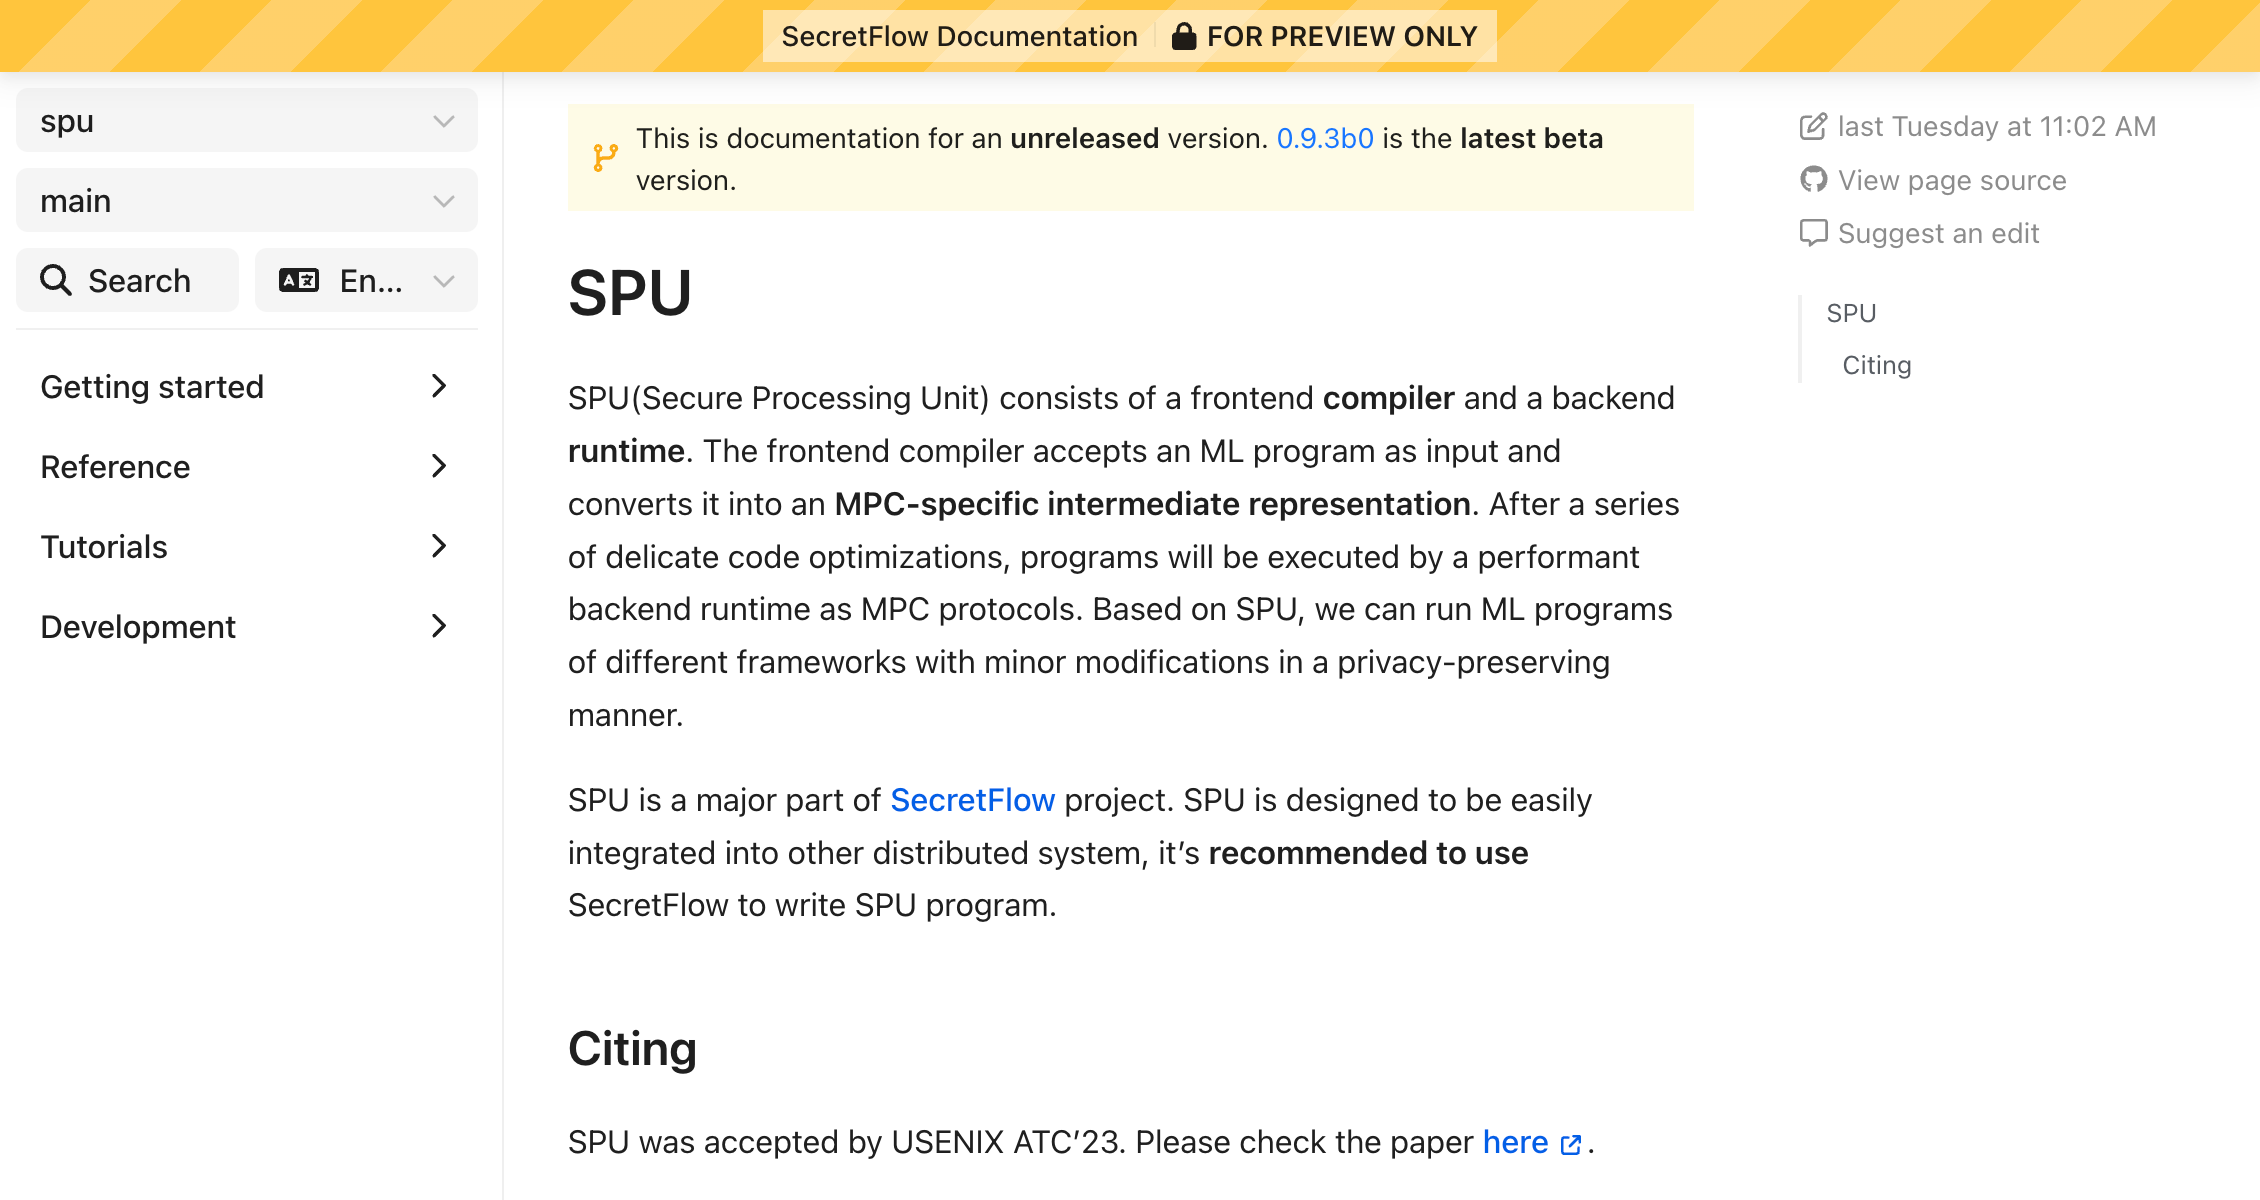 SecretFlow Documentation
FOR PREVIEW ONLY
spu
main
Search
En...
Getting started
Reference
Tutorials
Development
This is documentation for an unreleased version. 0.9.3b0 is the latest beta
version.
SPU
SPU(Secure Processing Unit) consists of a frontend compiler and a backend
runtime. The frontend compiler accepts an ML program as input and
converts it into an MPC-specific intermediate representation. After a series
of delicate code optimizations, programs will be executed by a performant
backend runtime as MPC protocols. Based on SPU, we can run ML programs
of different frameworks with minor modifications in a privacy-preserving
manner.
SPU is a major part of SecretFlow project. SPU is designed to be easily
integrated into other distributed system, it’s recommended to use
SecretFlow to write SPU program.
Citing
SPU was accepted by USENIX ATC’23. Please check the paper here .
last Tuesday at 11:02 AM
View page source
Suggest an edit
SPU
Citing